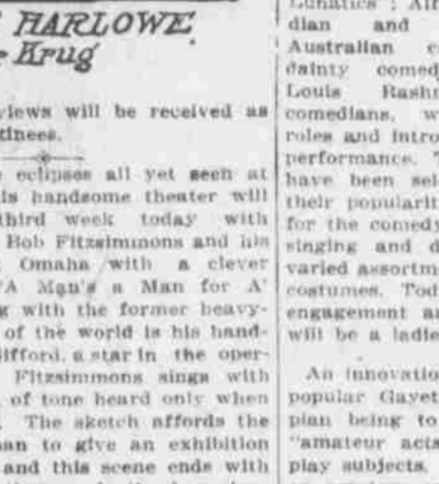 HARLOWE.
Krug
views will be received as
tinees.
eclipses all yet seen at
is handsome theater will
third week today with
Bob Fitzsimmons and his
Omaha with a clever
"A Man's a Man for A'
g with the former heavy-
of the world is his hand-
ifford, a star in the oper-
Fitzsimmons sings with
of tone heard only when
. The sketch affords the
an to give an exhibition
and this scene ends with
dian and
Australian c
dainty comed
Louis Rashr
comedians, w
roles and intro
performance. T
have been sel
their popularit
for the comedy
singing and d
varied assortm
costumes. Tod
engagement a
will be a ladie
An innovatio
popular Gayet
plan being to
"amateur acts
play subjects.